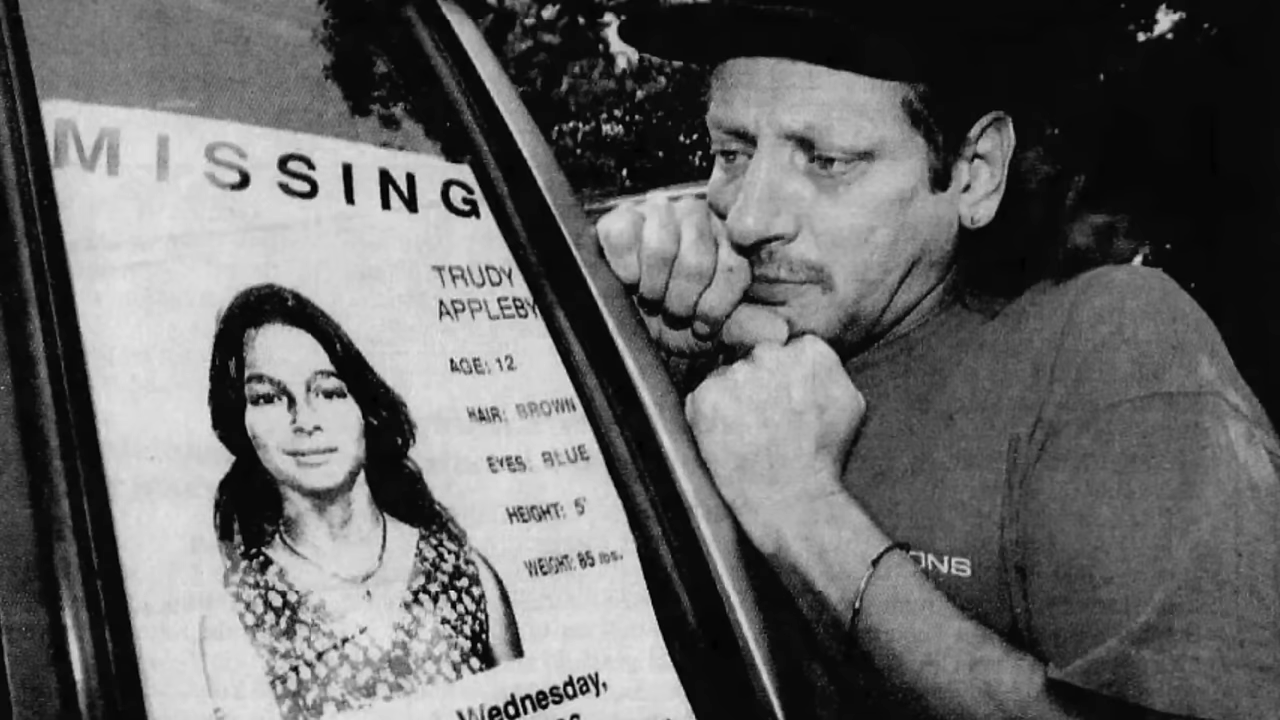 MISSING
TRUDY
APPLEBY
AGE: 12
HAIR: BROWN
EYES: BLUE
HEIGHT: 5'
WEIGHT: 85 lbs.
Wednesday,
ONS